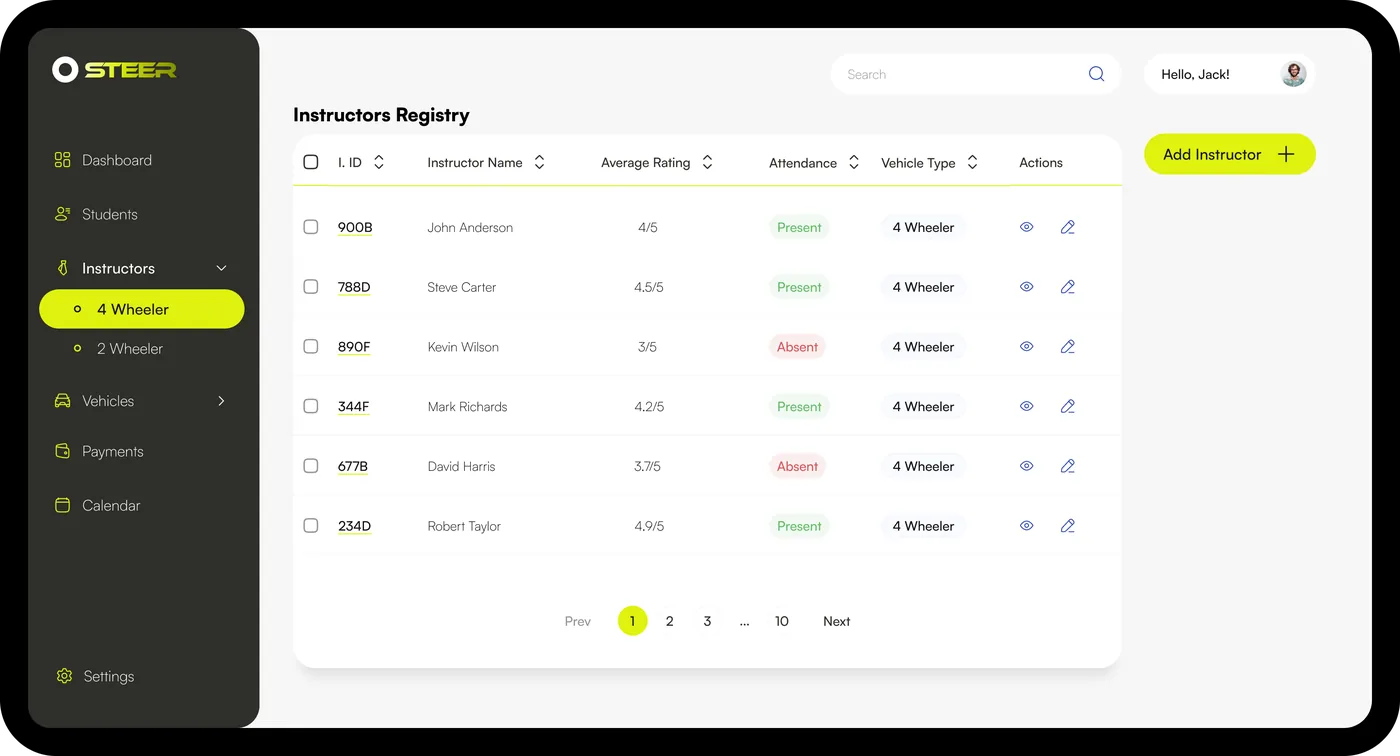 STEER
Dashboard
Students
Instructors
4 Wheeler
2 Wheeler
Vehicles
Payments
Calendar
Settings
Search
Hello, Jack!
Instructors Registry
Add Instructor
I. ID Instructor Name Average Rating Attendance Vehicle Type Actions
900B John Anderson 4/5 Present 4 Wheeler
788D Steve Carter 4.5/5 Present 4 Wheeler
890F Kevin Wilson 3/5 Absent 4 Wheeler
344F Mark Richards 4.2/5 Present 4 Wheeler
677B David Harris 3.7/5 Absent 4 Wheeler
234D Robert Taylor 4.9/5 Present 4 Wheeler
Prev 1 2 3 ... 10 Next